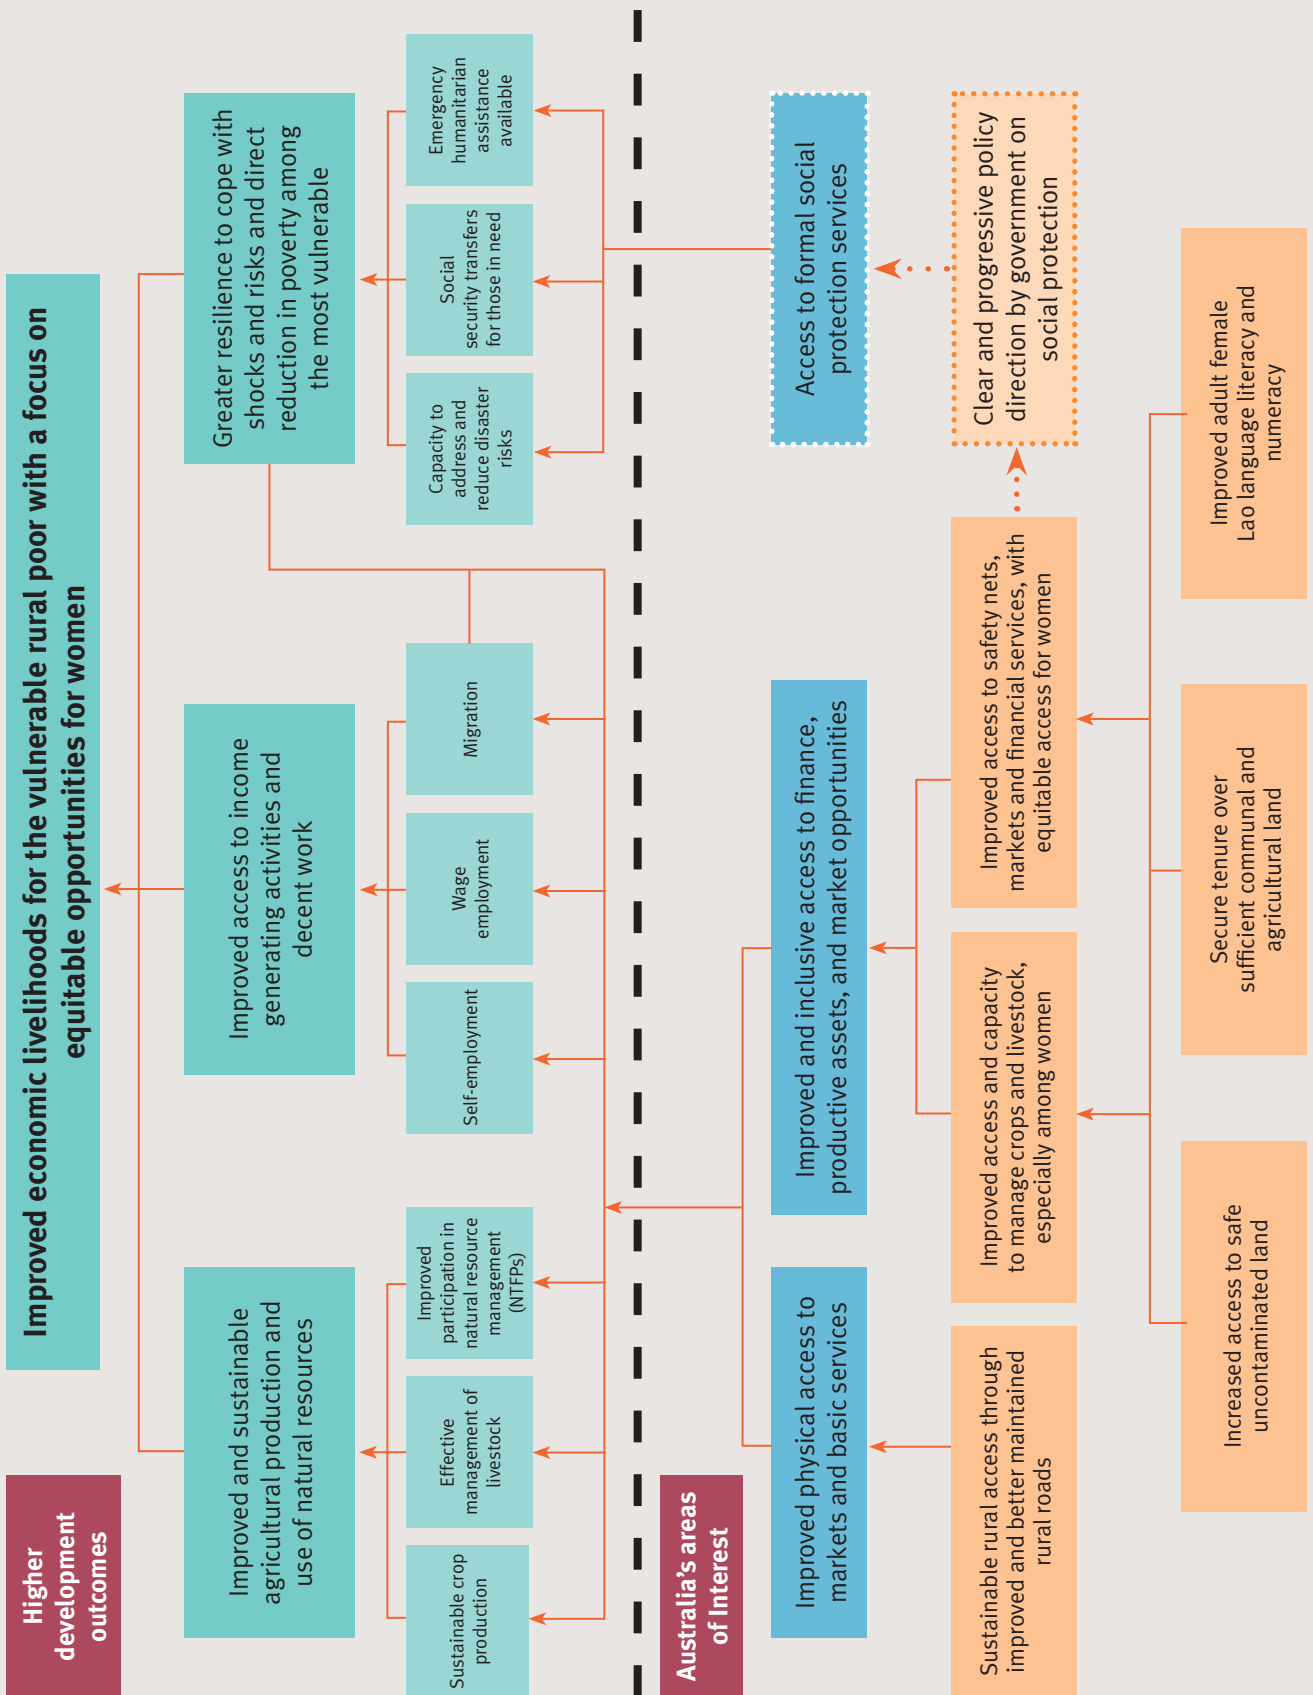 Higher
development
outcomes
Improved economic livelihoods for the vulnerable rural poor with a focus on
equitable opportunities for women
Improved and sustainable
agricultural production and
use of natural resources
Improved access to income
generating activities and
decent work
Greater resilience to cope with
shocks and risks and direct
reduction in poverty among
the most vulnerable
Sustainable crop
production
Effective
management of
livestock
Improved
participation in
natural resource
management
(NTFPs)
Self-employment
Wage
employment
Migration
Capacity to
address and
reduce disaster
risks
Social
security transfers
for those in need
Emergency
humanitarian
assistance
available
Australia’s areas
of Interest
Improved physical access to
markets and basic services
Improved and inclusive access to finance,
productive assets, and market opportunities
Access to formal social
protection services
Sustainable rural access through
improved and better maintained
rural roads
Improved access and capacity
to manage crops and livestock,
especially among women
Improved access to safety nets,
markets and financial services, with
equitable access for women
Clear and progressive policy
direction by government on
social protection
Increased access to safe
uncontaminated land
Secure tenure over
sufficient communal and
agricultural land
Improved adult female
Lao language literacy and
numeracy